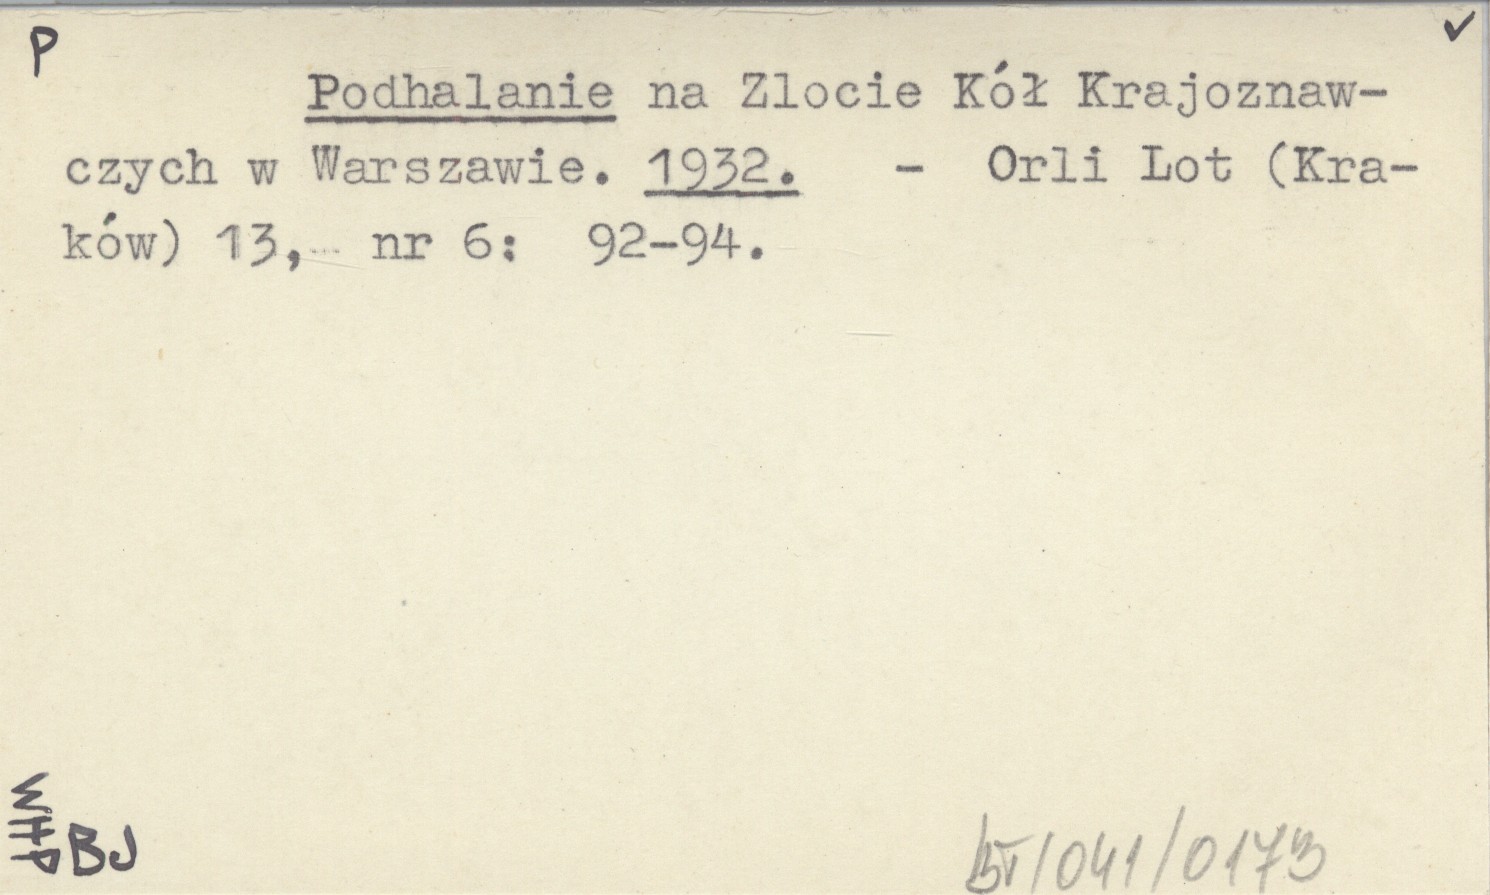 P ✓
Podhalanie na Zlocie Kół Krajoznaw-
czych w Warszawie. 1932. - Orli Lot (Kra-
ków) 13, nr 6: 92-94.
BJ
/041/0173